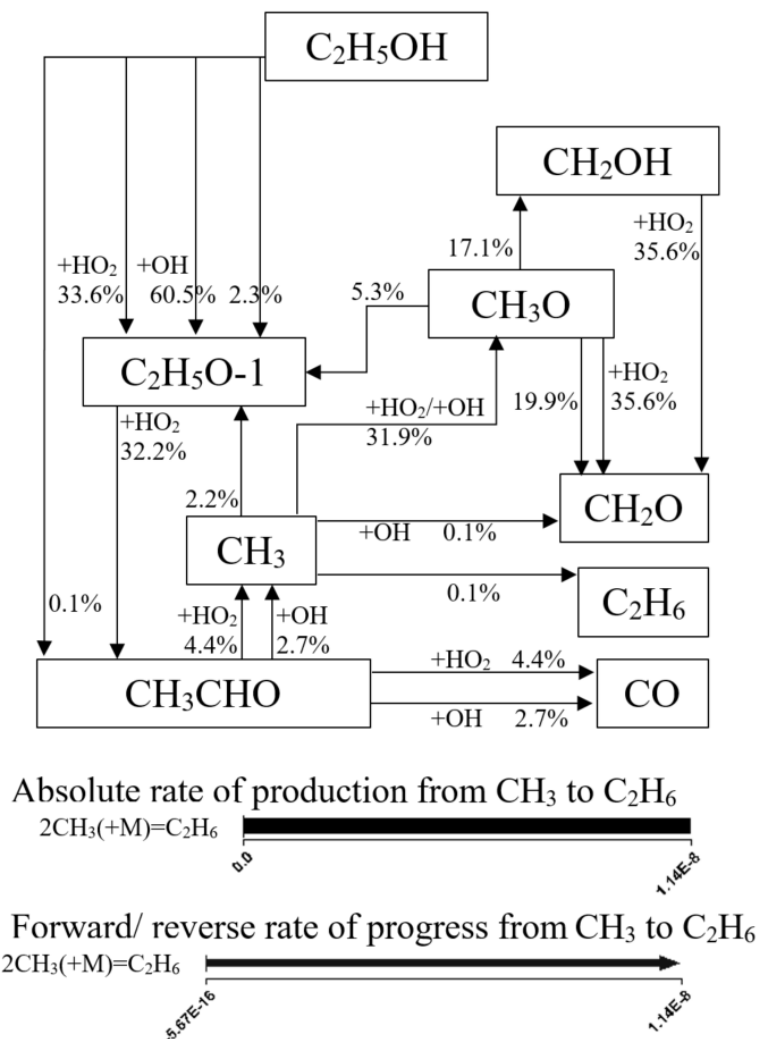 C₂H₅OH
CH₂OH
+HO₂
35.6%
17.1%
+HO₂ +OH
33.6% 60.5% 2.3%
5.3%
CH₃O
C₂H₅O-1
+HO₂
32.2%
+HO₂/+OH
31.9%
19.9%
+HO₂
35.6%
2.2%
CH₃
CH₂O
+OH 0.1%
C₂H₆
0.1%
0.1%
+HO₂ +OH
4.4% 2.7%
CH₃CHO
+HO₂ 4.4%
+OH 2.7%
CO
Absolute rate of production from CH₃ to C₂H₆
2CH₃(+M)=C₂H₆
0.0
1.14E-8
Forward/ reverse rate of progress from CH₃ to C₂H₆
2CH₃(+M)=C₂H₆
-5.67E-16
1.14E-8